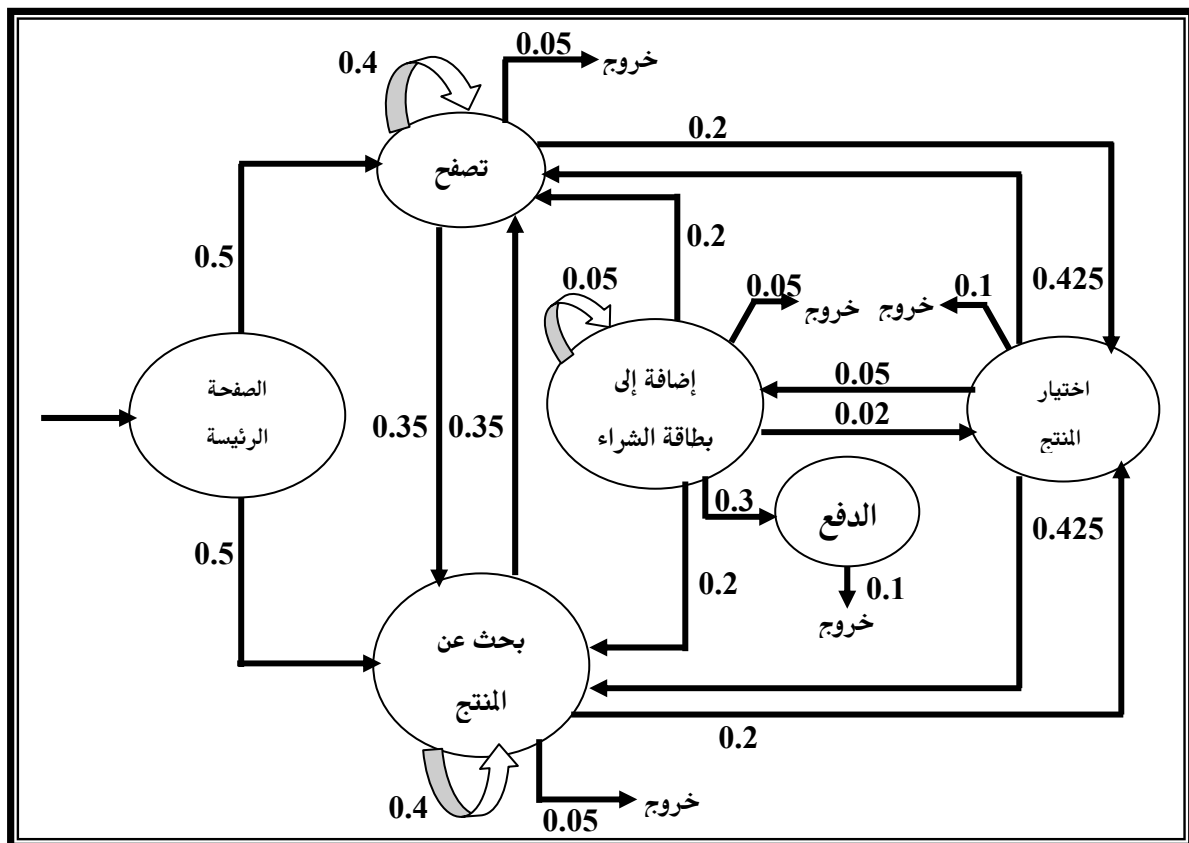 0.05
خروج
0.4
0.2
تصفح
0.2
0.5
0.05
0.05
خروج
0.1
خروج
0.425
الصفحة
الرئيسة
إضافة إلى
بطاقة الشراء
0.05
0.02
اختيار
المنتج
0.35
0.35
0.3
الدفع
0.425
0.5
0.2
0.1
خروج
بحث عن
المنتج
0.2
0.4
0.05
خروج